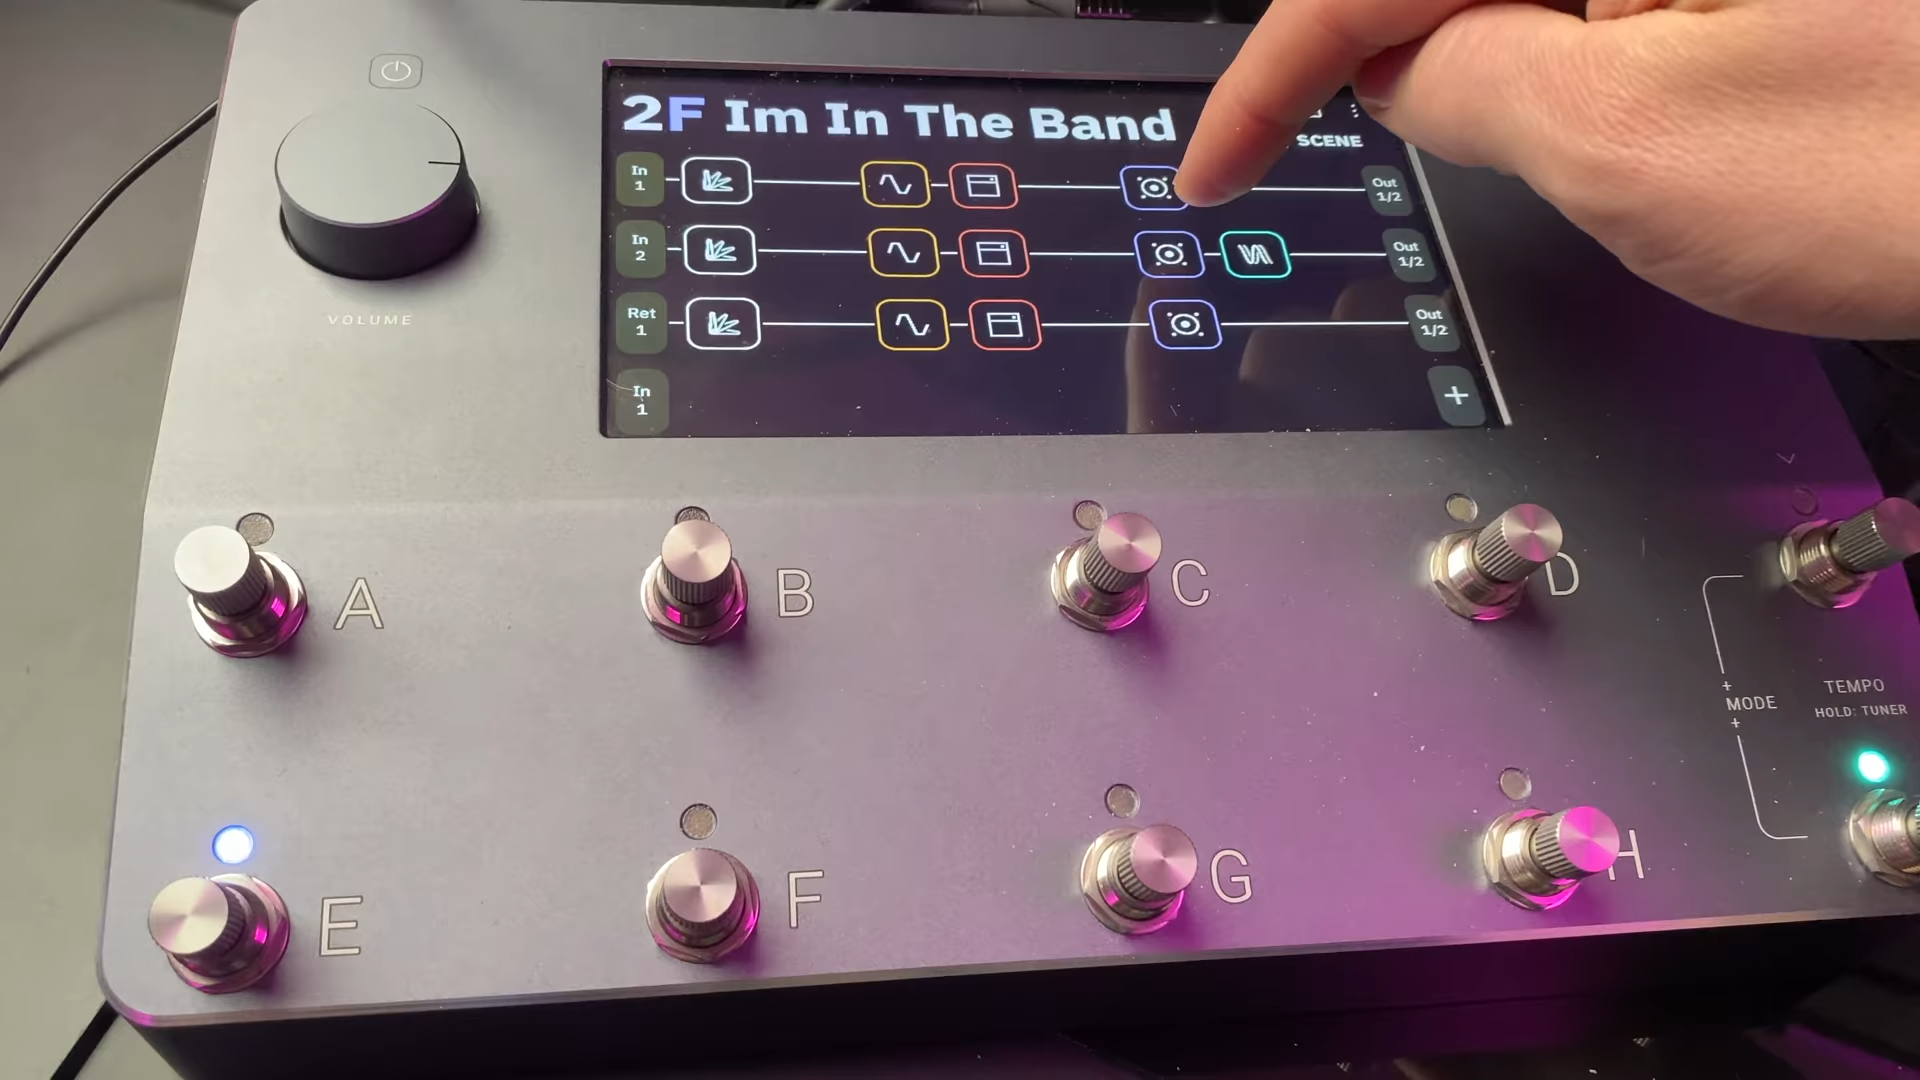 2F Im In The Band
SCENE
In
1
Out
1/2
In
2
Out
1/2
Ret
1
Out
1/2
In
1
+
VOLUME
A
B
C
D
+
MODE
+
TEMPO
HOLD: TUNER
E
F
G
H